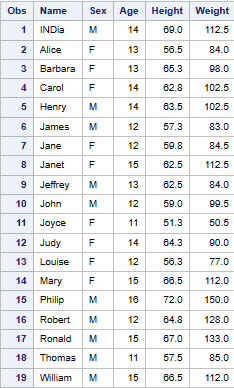 Obs Name Sex Age Height Weight
1 INDia M 14 69.0 112.5
2 Alice F 13 56.5 84.0
3 Barbara F 13 65.3 98.0
4 Carol F 14 62.8 102.5
5 Henry M 14 63.5 102.5
6 James M 12 57.3 83.0
7 Jane F 12 59.8 84.5
8 Janet F 15 62.5 112.5
9 Jeffrey M 13 62.5 84.0
10 John M 12 59.0 99.5
11 Joyce F 11 51.3 50.5
12 Judy F 14 64.3 90.0
13 Louise F 12 56.3 77.0
14 Mary F 15 66.5 112.0
15 Philip M 16 72.0 150.0
16 Robert M 12 64.8 128.0
17 Ronald M 15 67.0 133.0
18 Thomas M 11 57.5 85.0
19 William M 15 66.5 112.0